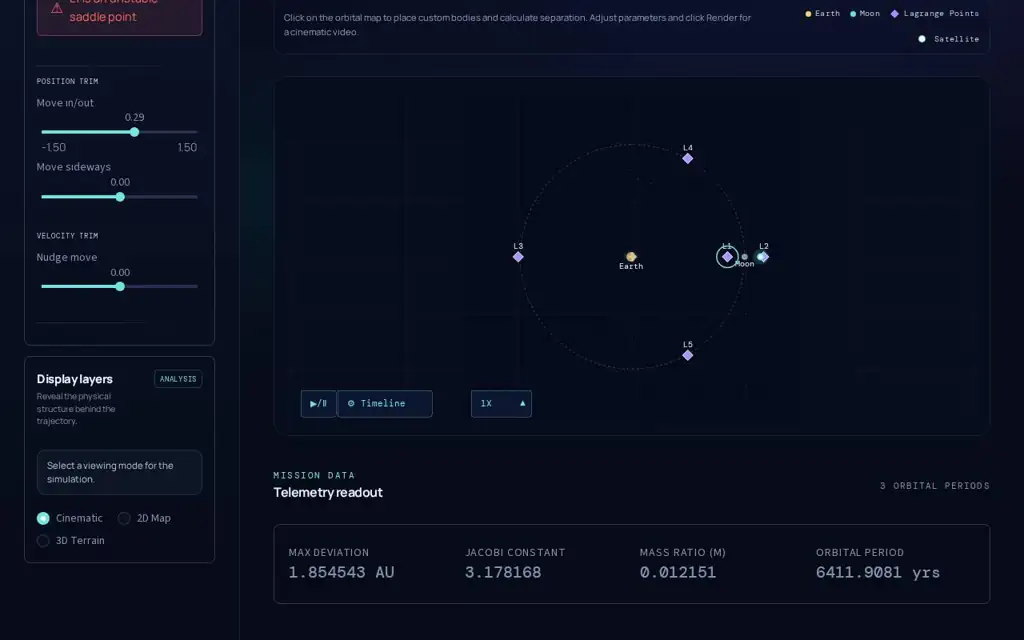 saddle point
POSITION TRIM
Move in/out
0.29
-1.50 1.50
Move sideways
0.00
VELOCITY TRIM
Nudge move
0.00
Display layers
ANALYSIS
Reveal the physical
structure behind the
trajectory.
Select a viewing mode for the
simulation.
Cinematic 2D Map
3D Terrain
Click on the orbital map to place custom bodies and calculate separation. Adjust parameters and click Render for
a cinematic video.
Earth Moon Lagrange Points
Satellite
L4
L3
Earth
L1
Moon
L2
L5
▶/⏸
⚙ Timeline
1X ▲
MISSION DATA
Telemetry readout
3 ORBITAL PERIODS
MAX DEVIATION
1.854543 AU
JACOBI CONSTANT
3.178168
MASS RATIO (M)
0.012151
ORBITAL PERIOD
6411.9081 yrs